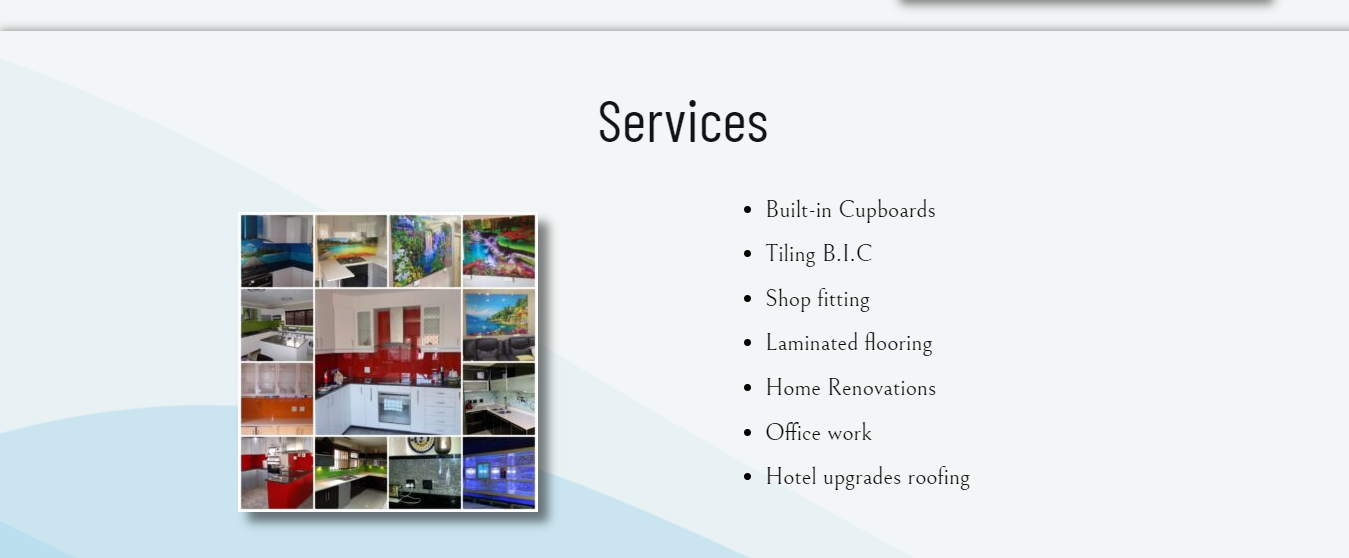 Services
Built-in Cupboards
Tiling B.I.C
Shop fitting
Laminated flooring
Home Renovations
Office work
Hotel upgrades roofing